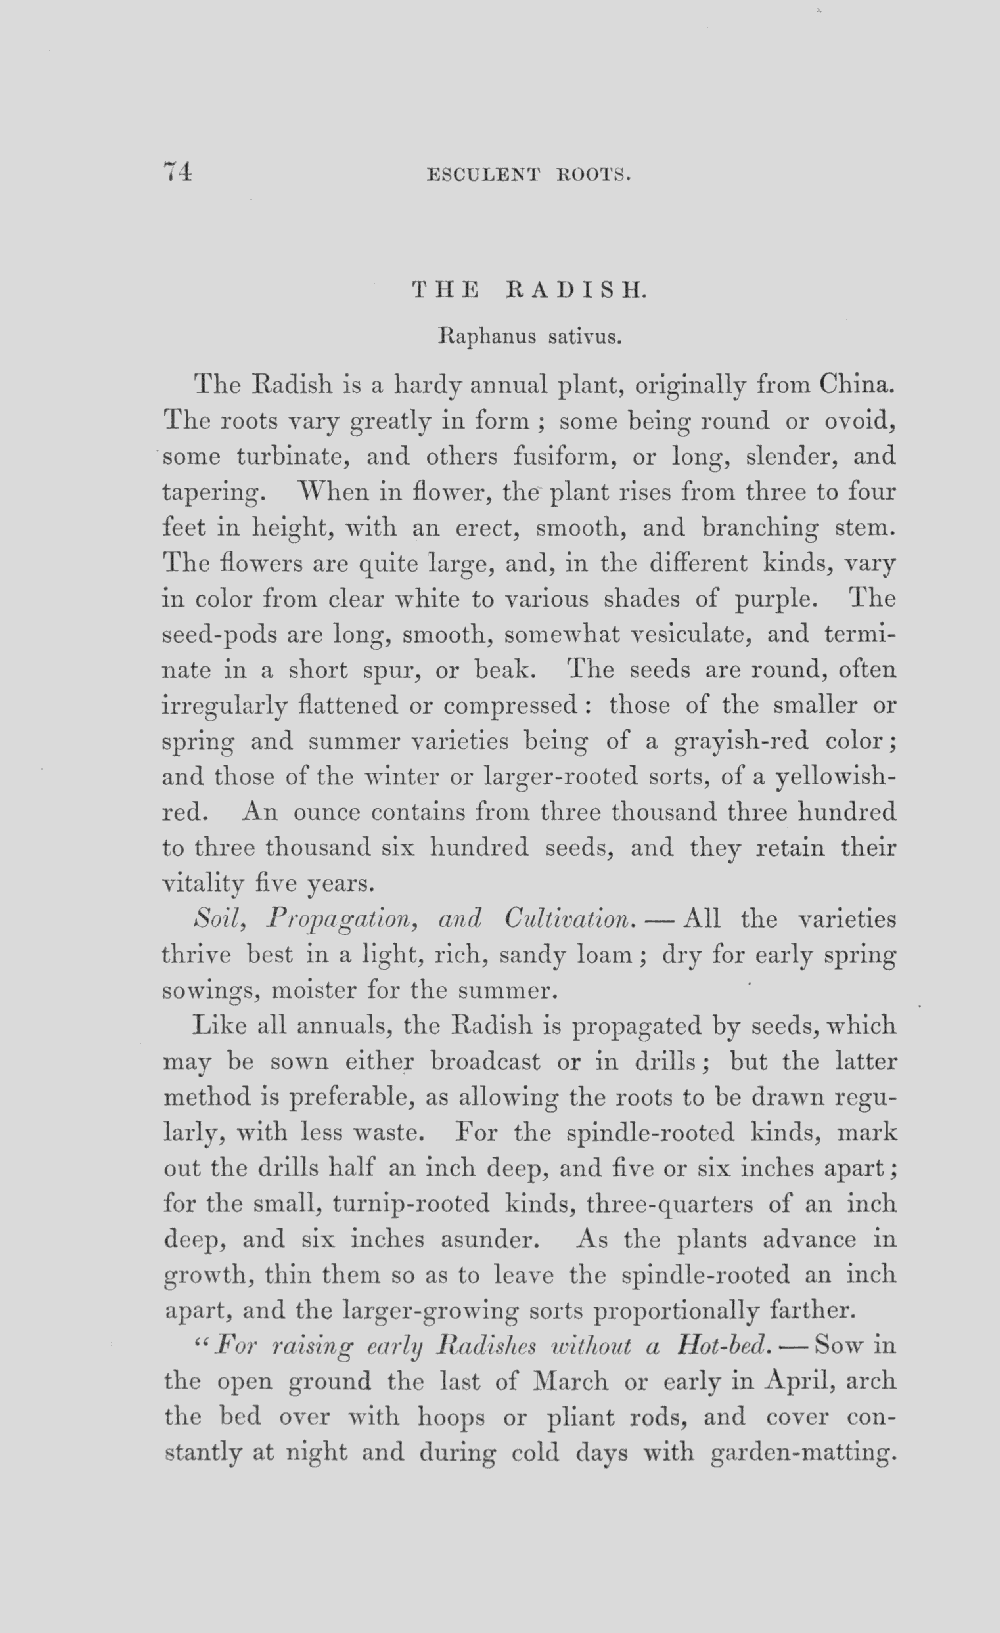 74 ESCULENT ROOTS.
THE RADISH.
Raphanus sativus.
The Radish is a hardy annual plant, originally from China.
The roots vary greatly in form ; some being round or ovoid,
some turbinate, and others fusiform, or long, slender, and
tapering. When in flower, the plant rises from three to four
feet in height, with an erect, smooth, and branching stem.
The flowers are quite large, and, in the different kinds, vary
in color from clear white to various shades of purple. The
seed-pods are long, smooth, somewhat vesiculate, and termi-
nate in a short spur, or beak. The seeds are round, often
irregularly flattened or compressed : those of the smaller or
spring and summer varieties being of a grayish-red color ;
and those of the winter or larger-rooted sorts, of a yellowish-
red. An ounce contains from three thousand three hundred
to three thousand six hundred seeds, and they retain their
vitality five years.
Soil, Propagation, and Cultivation. — All the varieties
thrive best in a light, rich, sandy loam ; dry for early spring
sowings, moister for the summer.
Like all annuals, the Radish is propagated by seeds, which
may be sown either broadcast or in drills ; but the latter
method is preferable, as allowing the roots to be drawn regu-
larly, with less waste. For the spindle-rooted kinds, mark
out the drills half an inch deep, and five or six inches apart ;
for the small, turnip-rooted kinds, three-quarters of an inch
deep, and six inches asunder. As the plants advance in
growth, thin them so as to leave the spindle-rooted an inch
apart, and the larger-growing sorts proportionally farther.
“ For raising early Radishes without a Hot-bed. — Sow in
the open ground the last of March or early in April, arch
the bed over with hoops or pliant rods, and cover con-
stantly at night and during cold days with garden-matting.